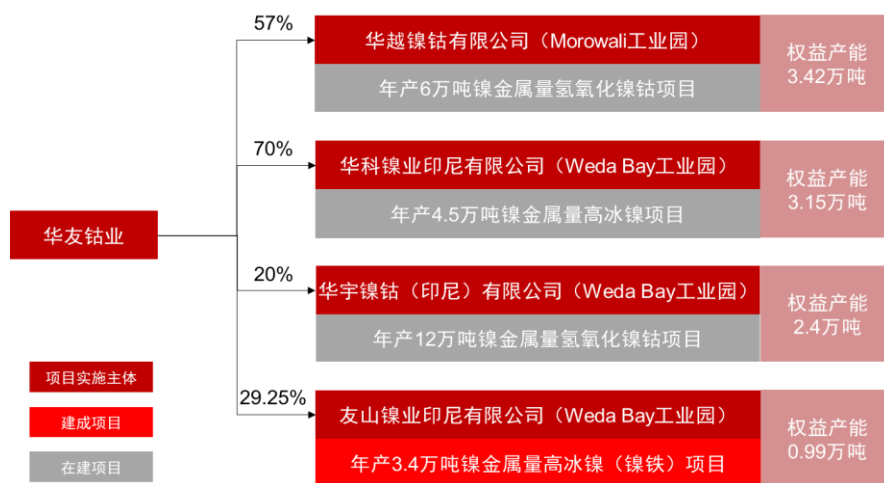 57%
华越镍钴有限公司（Morowali工业园）
年产6万吨镍金属量氢氧化镍钴项目
权益产能
3.42万吨
70%
华科镍业印尼有限公司（Weda Bay工业园）
年产4.5万吨镍金属量高冰镍项目
权益产能
3.15万吨
华友钴业
20%
华宇镍钴（印尼）有限公司（Weda Bay工业园）
年产12万吨镍金属量氢氧化镍钴项目
权益产能
2.4万吨
29.25%
友山镍业印尼有限公司（Weda Bay工业园）
年产3.4万吨镍金属量高冰镍（镍铁）项目
权益产能
0.99万吨
项目实施主体
建成项目
在建项目